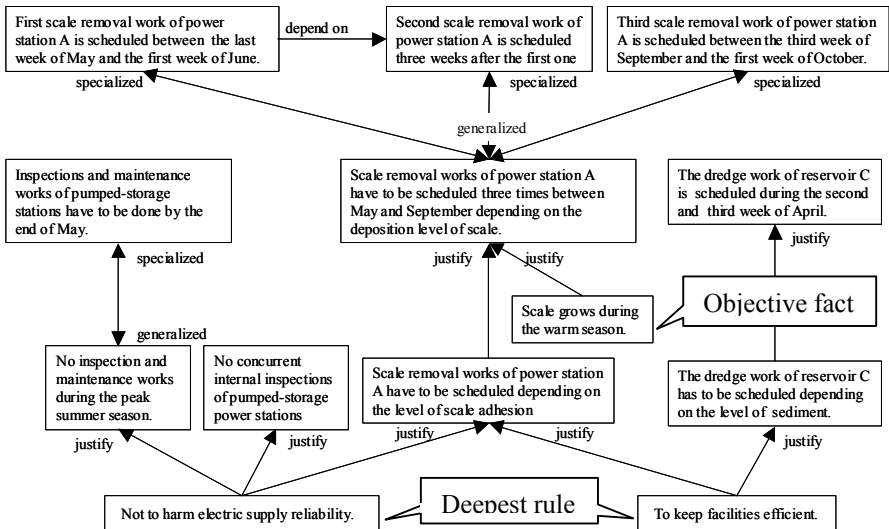 First scale removal work of power
station A is scheduled between the last
week of May and the first week of June.
depend on
Second scale removal work of
power station A is scheduled
three weeks after the first one
Third scale removal work of power station
A is scheduled between the third week of
September and the first week of October.
specialized
specialized
specialized
generalized
Inspections and maintenance
works of pumped-storage
stations have to be done by the
end of May.
Scale removal works of power station A
have to be scheduled three times between
May and September depending on the
deposition level of scale.
The dredge work of reservoir C
is scheduled during the second
and third week of April.
specialized
justify
justify
justify
Scale grows during
the warm season.
Objective fact
generalized
No inspection and
maintenance works
during the peak
summer season.
No concurrent
internal inspections
of pumped-storage
power stations
Scale removal works of power station
A have to be scheduled depending on
the level of scale adhesion
The dredge work of reservoir C
has to be scheduled depending
on the level of sediment.
justify
justify
justify
justify
justify
Not to harm electric supply reliability.
Deepest rule
To keep facilities efficient.